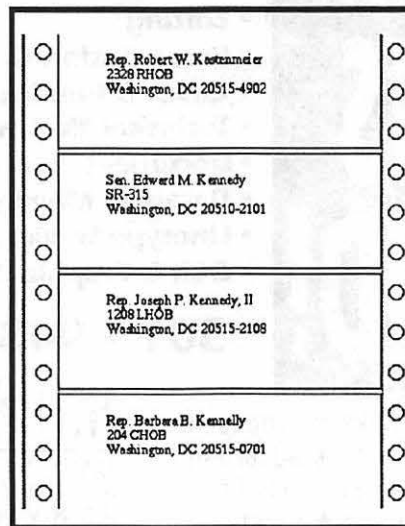 Rep. Robert W. Kastenmeier
2328 RHOB
Washington, DC 20515-4902
Sen. Edward M. Kennedy
SR-315
Washington, DC 20510-2101
Rep. Joseph P. Kennedy, II
1208 LHOB
Washington, DC 20515-2108
Rep. Barbara B. Kennelly
204 CHOB
Washington, DC 20515-0701